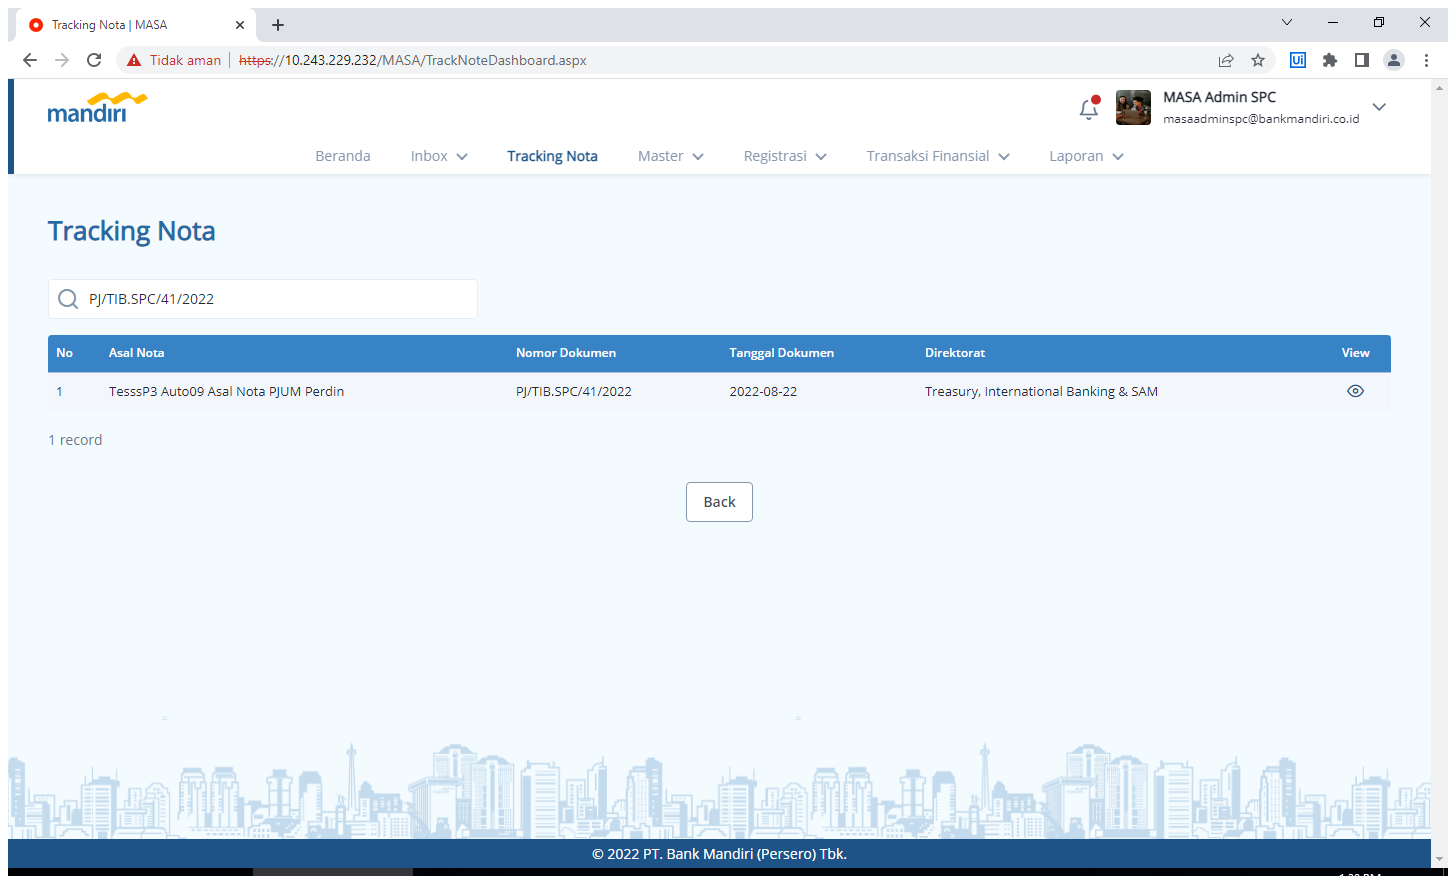 Tracking Nota | MASA
Tidak aman https://10.243.229.232/MASA/TrackNoteDashboard.aspx
mandiri
MASA Admin SPC
masaadminspc@bankmandiri.co.id
Beranda Inbox Tracking Nota Master Registrasi Transaksi Finansial Laporan
Tracking Nota
PJ/TIB.SPC/41/2022
No Asal Nota Nomor Dokumen Tanggal Dokumen Direktorat View
1 TesssP3 Auto09 Asal Nota PJUM Perdin PJ/TIB.SPC/41/2022 2022-08-22 Treasury, International Banking & SAM
1 record
Back
© 2022 PT. Bank Mandiri (Persero) Tbk.